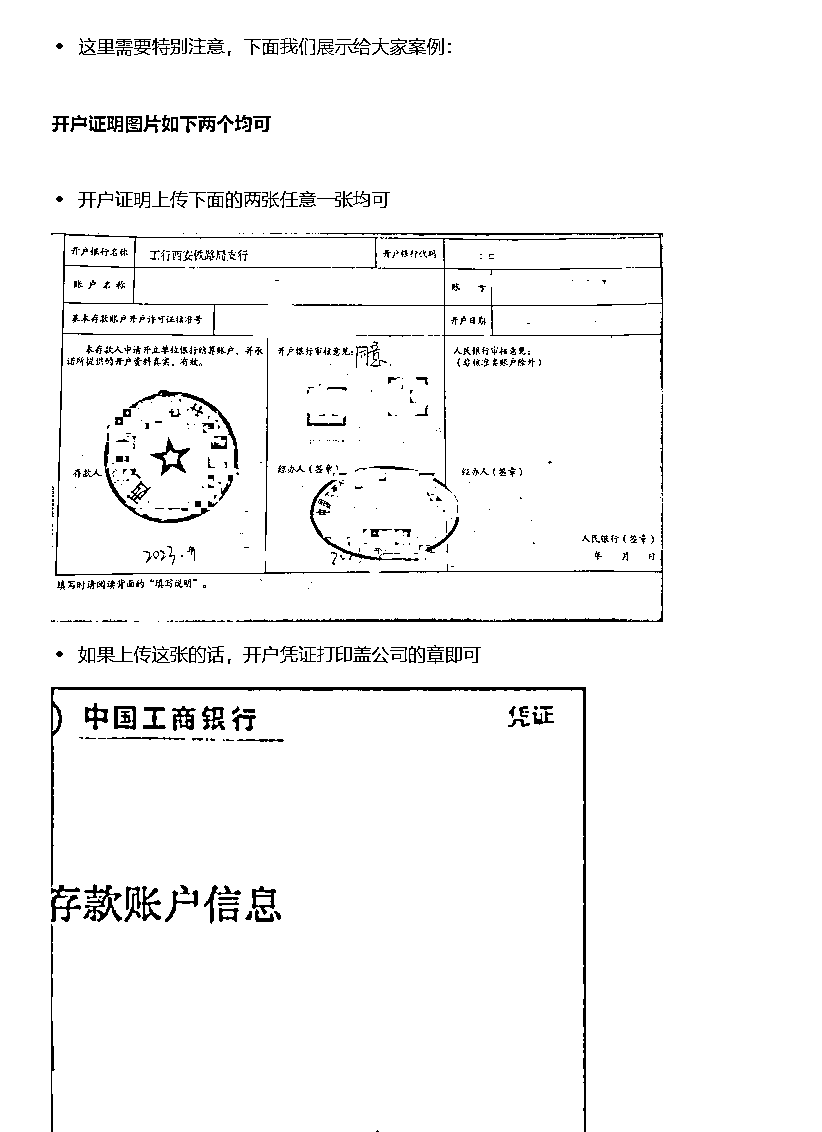 • 这里需要特别注意，下面我们展示给大家案例：
开户证明图片如下两个均可
• 开户证明上传下面的两张任意一张均可
开户银行名称 工行西安铁路局支行 开户银行代码
账户名称 账号
基本存款账户开户许可证核准号 开户日期
本存款人申请开立单位银行结算账户，并承
诺所提供的开户资料真实、有效。
开户银行审核意见：同意
人民银行审核意见：
（非核准类账户除外）
存款人
经办人（签章）
经办人（签章）
2023.
人民银行（签章）
年 月 日
填写时请阅读背面的“填写说明”。
• 如果上传这张的话，开户凭证打印盖公司的章即可
中国工商银行 凭证
存款账户信息